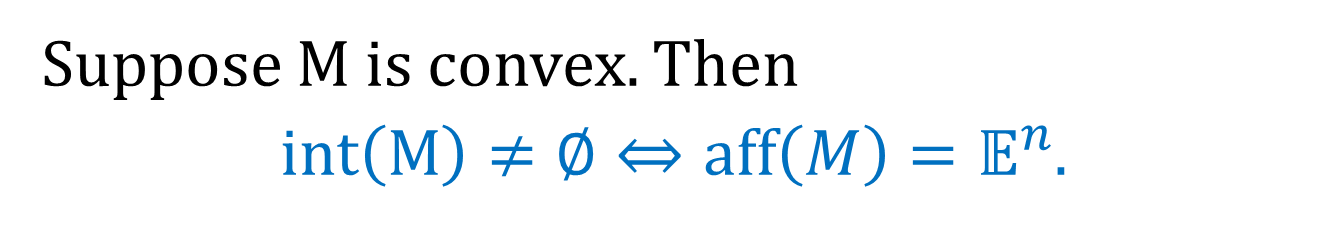 Suppose M is convex. Then
int(M) ≠ ∅ ⇔ aff(𝑀) = 𝔼ⁿ.